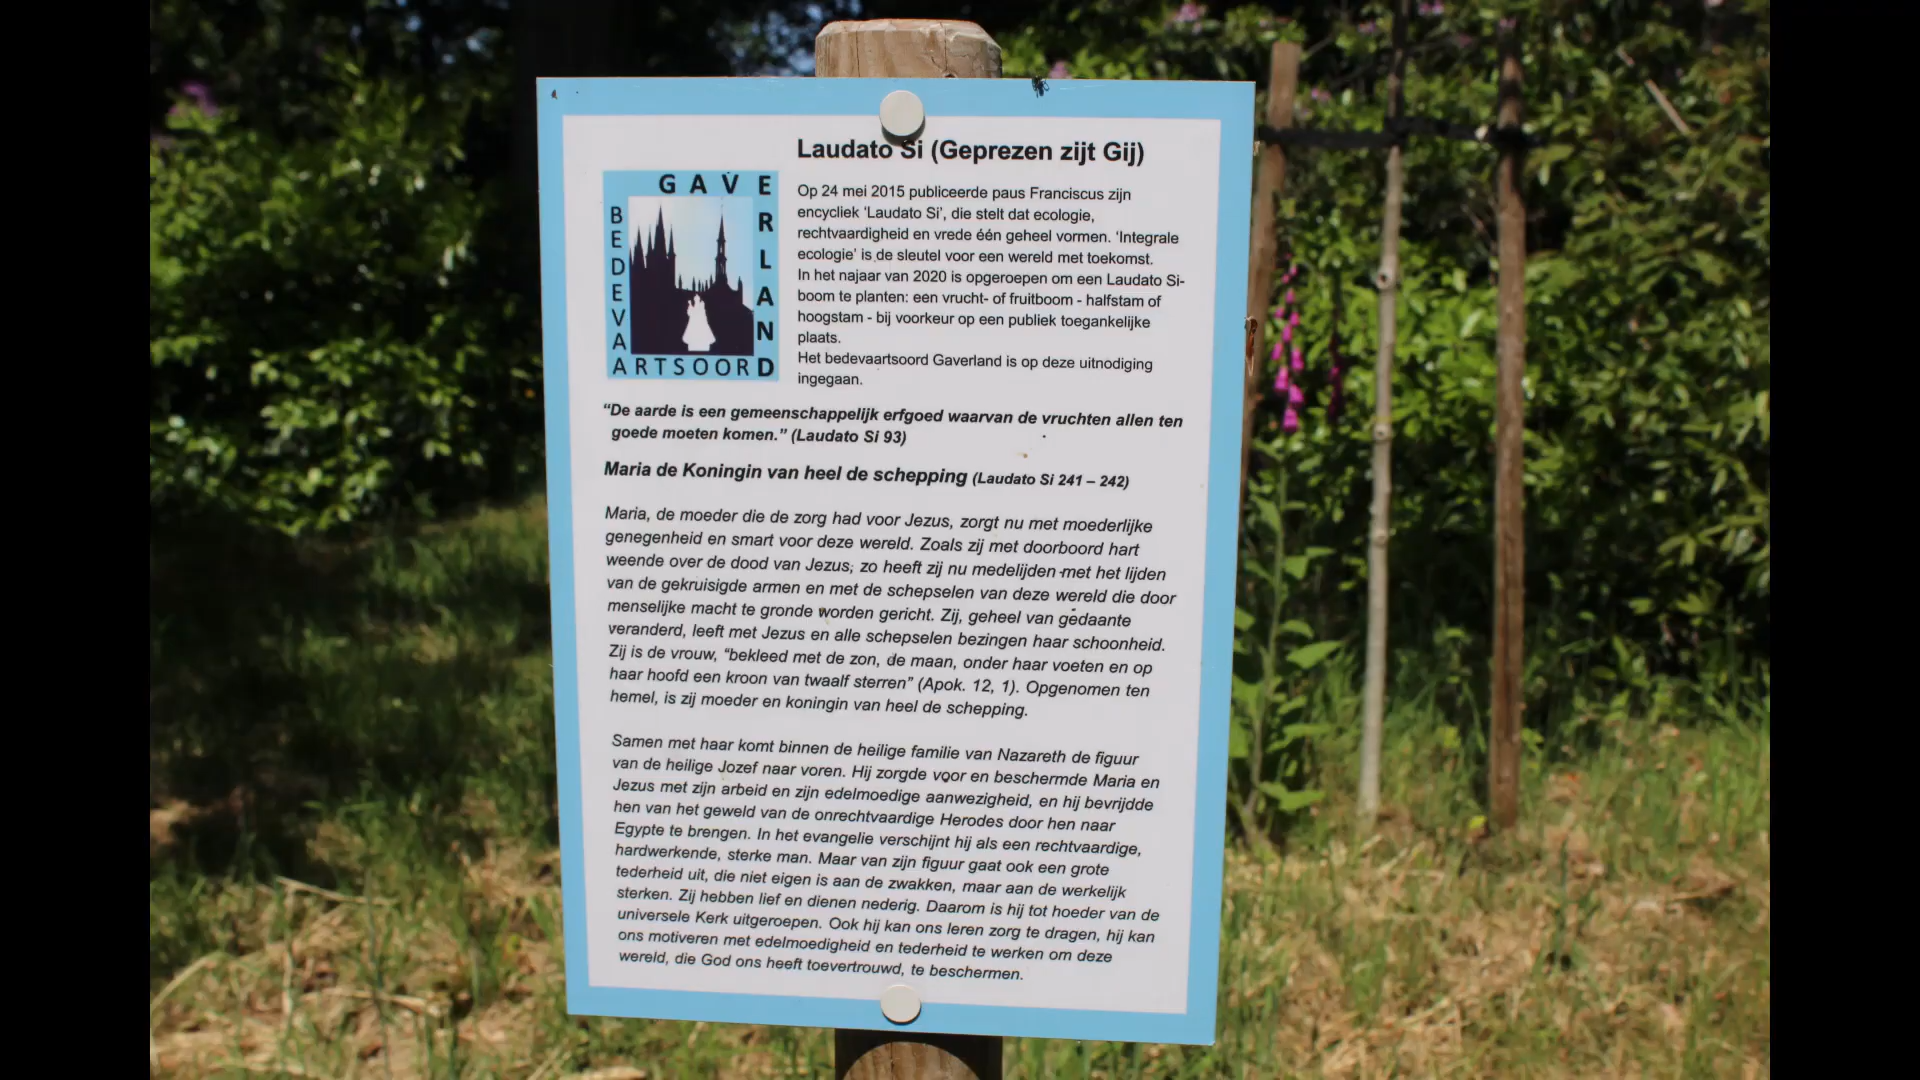 Laudato Si (Geprezen zijt Gij)
GAVERLAND
BEDEVAARTSOORD
Op 24 mei 2015 publiceerde paus Franciscus zijn
encycliek ‘Laudato Si’, die stelt dat ecologie,
rechtvaardigheid en vrede één geheel vormen. ‘Integrale
ecologie’ is de sleutel voor een wereld met toekomst.
In het najaar van 2020 is opgeroepen om een Laudato Si-
boom te planten: een vrucht- of fruitboom - halfstam of
hoogstam - bij voorkeur op een publiek toegankelijke
plaats.
Het bedevaartsoord Gaverland is op deze uitnodiging
ingegaan.
“De aarde is een gemeenschappelijk erfgoed waarvan de vruchten allen ten
goede moeten komen.” (Laudato Si 93)
Maria de Koningin van heel de schepping (Laudato Si 241 – 242)
Maria, de moeder die de zorg had voor Jezus, zorgt nu met moederlijke
genegenheid en smart voor deze wereld. Zoals zij met doorboord hart
weende over de dood van Jezus, zo heeft zij nu medelijden met het lijden
van de gekruisigde armen en met de schepselen van deze wereld die door
menselijke macht te gronde worden gericht. Zij, geheel van gedaante
veranderd, leeft met Jezus en alle schepselen bezingen haar schoonheid.
Zij is de vrouw, “bekleed met de zon, de maan, onder haar voeten en op
haar hoofd een kroon van twaalf sterren” (Apok. 12, 1). Opgenomen ten
hemel, is zij moeder en koningin van heel de schepping.
Samen met haar komt binnen de heilige familie van Nazareth de figuur
van de heilige Jozef naar voren. Hij zorgde voor en beschermde Maria en
Jezus met zijn arbeid en zijn edelmoedige aanwezigheid, en hij bevrijdde
hen van het geweld van de onrechtvaardige Herodes door hen naar
Egypte te brengen. In het evangelie verschijnt hij als een rechtvaardige,
hardwerkende, sterke man. Maar van zijn figuur gaat ook een grote
tederheid uit, die niet eigen is aan de zwakken, maar aan de werkelijk
sterken. Zij hebben lief en dienen nederig. Daarom is hij tot hoeder van de
universele Kerk uitgeroepen. Ook hij kan ons leren zorg te dragen, hij kan
ons motiveren met edelmoedigheid en tederheid te werken om deze
wereld, die God ons heeft toevertrouwd, te beschermen.